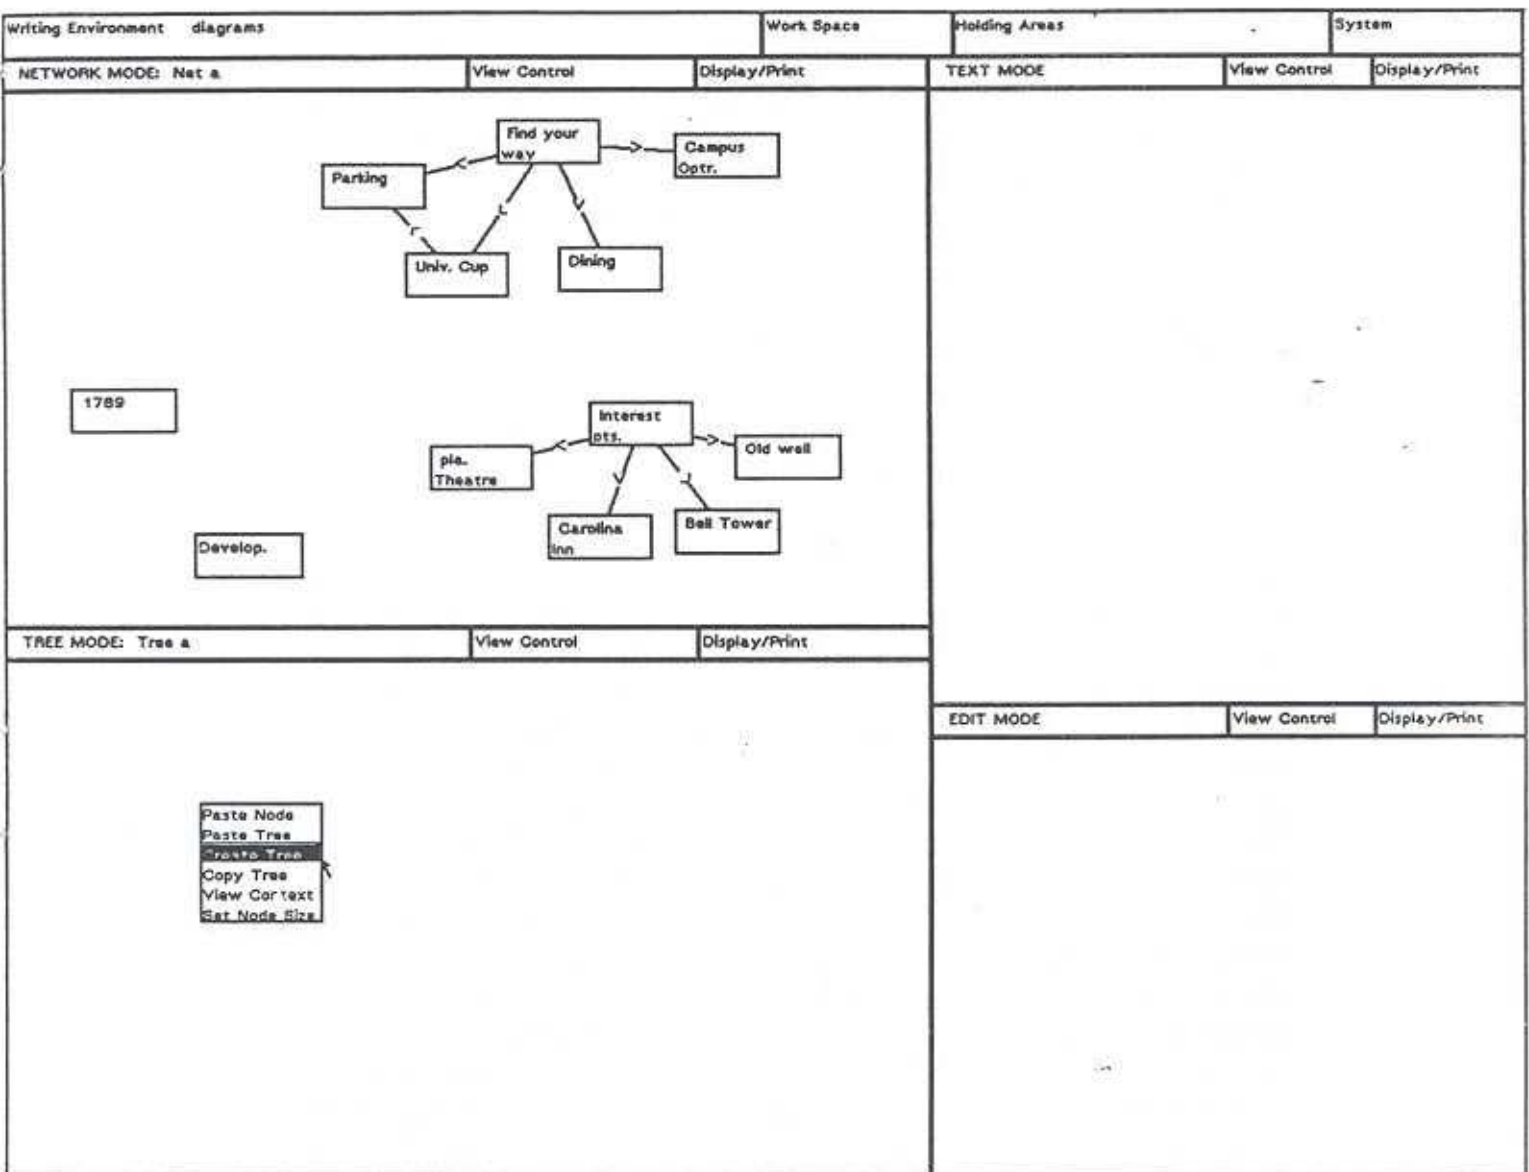 Writing Environment diagrams
Work Space
Holding Areas
System
NETWORK MODE: Net a
View Control
Display/Print
TEXT MODE
View Control
Display/Print
Find your
way
Campus
Optr.
Parking
Univ. Cup
Dining
1789
Interest
pts.
Old well
pla.
Theatre
Carolina
Inn
Bell Tower
Develop.
TREE MODE: Tree a
View Control
Display/Print
EDIT MODE
View Control
Display/Print
Paste Node
Paste Tree
Create Tree
Copy Tree
View Context
Set Node Size